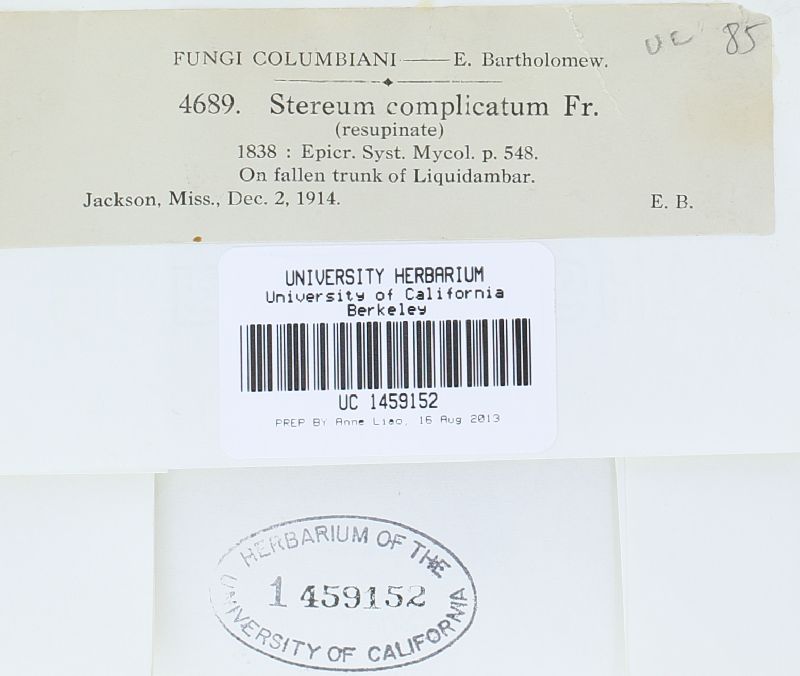 UC 85
FUNGI COLUMBIANI — E. Bartholomew.
4689. Stereum complicatum Fr.
(resupinate)
1838 : Epicr. Syst. Mycol. p. 548.
On fallen trunk of Liquidambar.
Jackson, Miss., Dec. 2, 1914. E. B.
UNIVERSITY HERBARIUM
University of California
Berkeley
UC 1459152
PREP BY Anne Liao, 16 Aug 2013
HERBARIUM OF THE
1 459152
UNIVERSITY OF CALIFORNIA